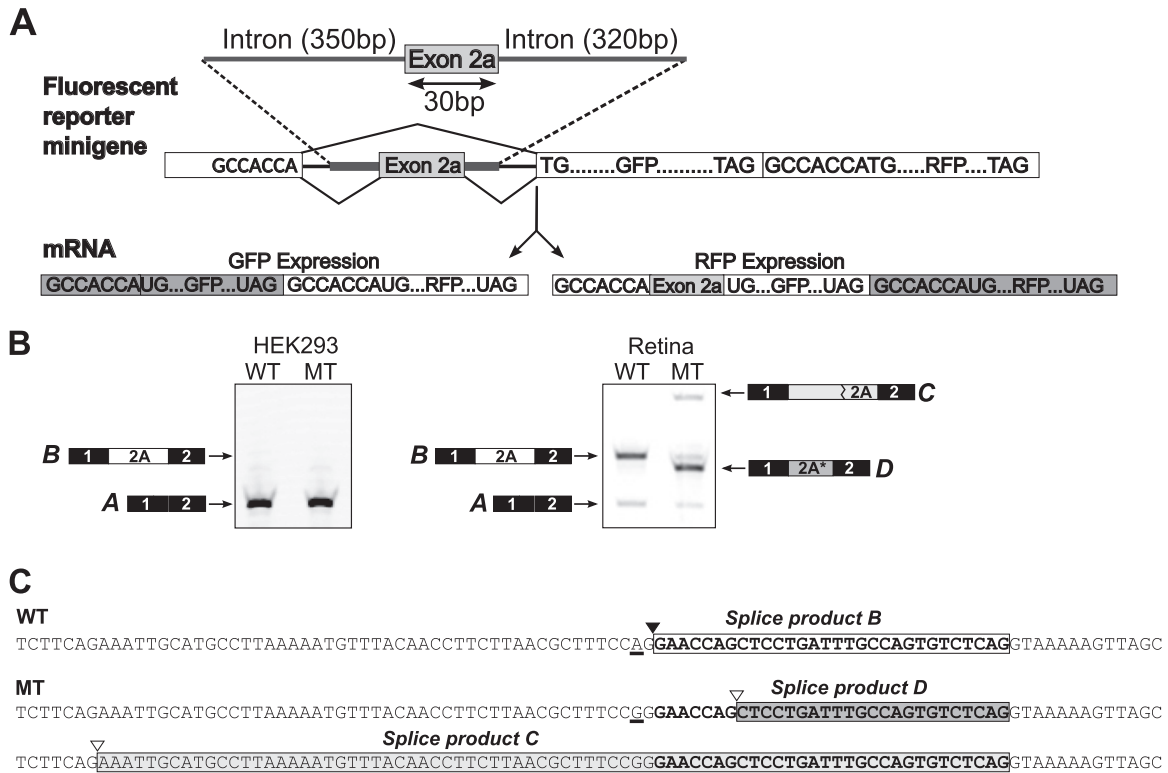 A
Intron (350bp) Exon 2a Intron (320bp)
30bp
Fluorescent
reporter
minigene
GCCACCA Exon 2a TG........GFP..........TAG GCCACCATG.....RFP....TAG
mRNA
GFP Expression RFP Expression
GCCACCAUG...GFP...UAG GCCACCAUG...RFP...UAG GCCACCA Exon 2a UG...GFP...UAG GCCACCAUG...RFP...UAG
B
HEK293 Retina
WT MT WT MT
1 2A 2 C
B 1 2A 2 B 1 2A 2
1 2A* 2 D
A 1 2 A 1 2
C
WT Splice product B
TCTTCAGAAATTGCATGCCTTAAAAATGTTTACAACCTTCTTAACGCTTTCCAGGAACCAGCTCCTGATTTGCCAGTGTCTCAGGTAAAAAGTTAGC
MT Splice product D
TCTTCAGAAATTGCATGCCTTAAAAATGTTTACAACCTTCTTAACGCTTTCCGGGAACCAGCTCCTGATTTGCCAGTGTCTCAGGTAAAAAGTTAGC
Splice product C
TCTTCAGAAATTGCATGCCTTAAAAATGTTTACAACCTTCTTAACGCTTTCCGGGAACCAGCTCCTGATTTGCCAGTGTCTCAGGTAAAAAGTTAGC